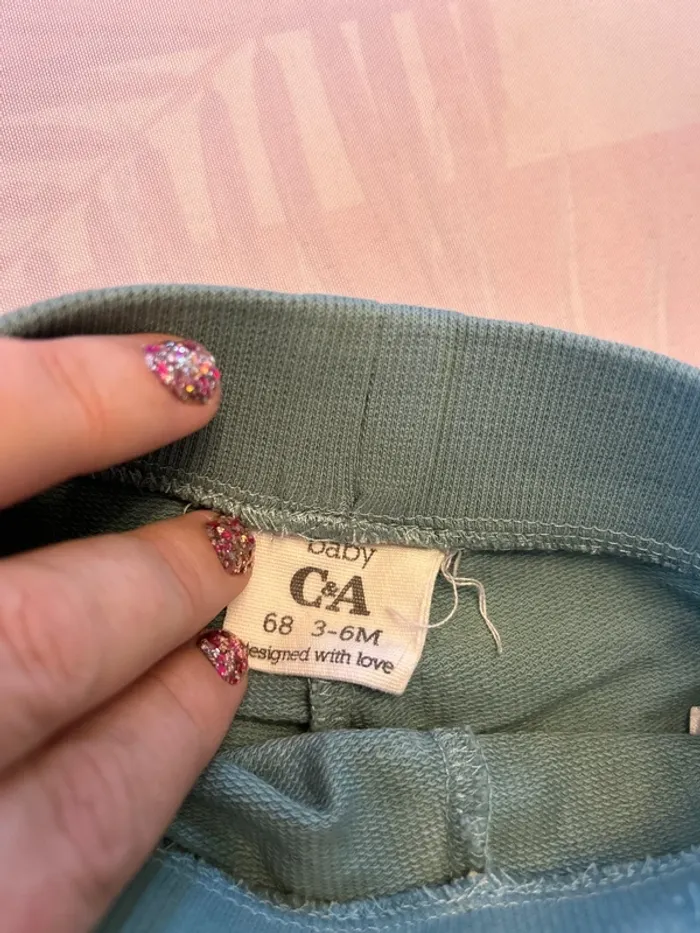 baby
C&A
68 3-6M
designed with love